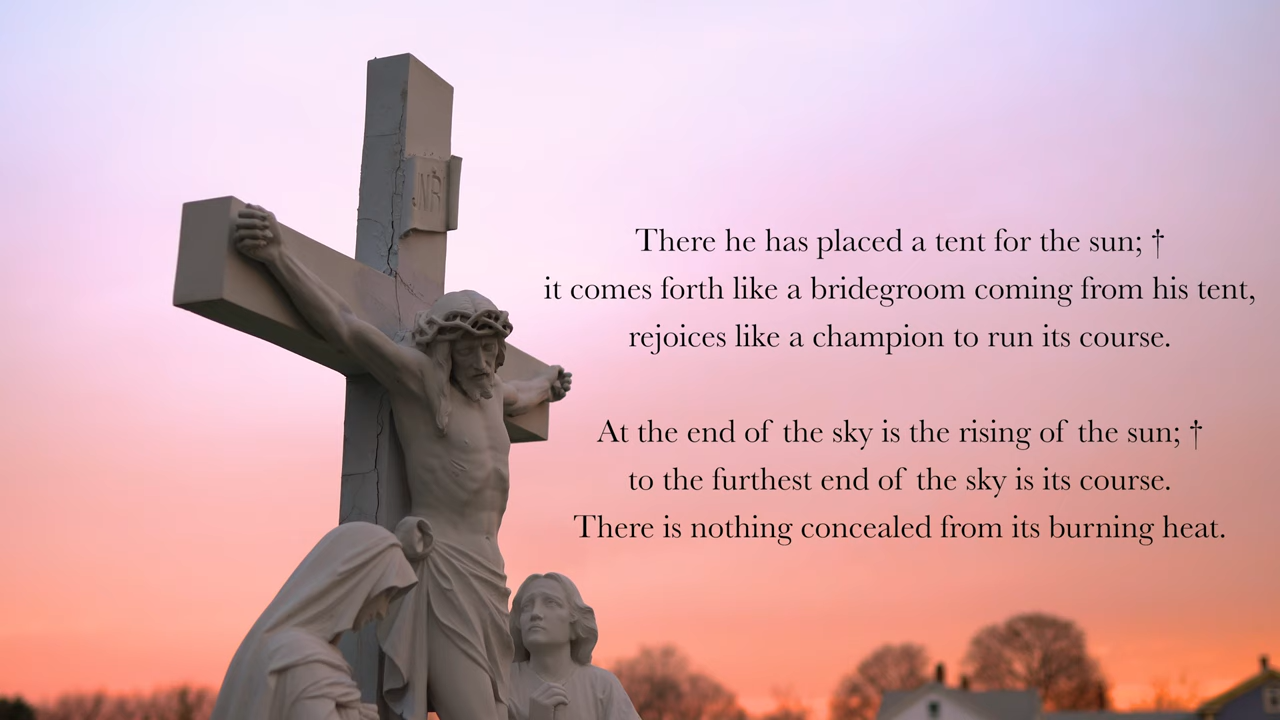 INRI
There he has placed a tent for the sun; †
it comes forth like a bridegroom coming from his tent,
rejoices like a champion to run its course.
At the end of the sky is the rising of the sun; †
to the furthest end of the sky is its course.
There is nothing concealed from its burning heat.